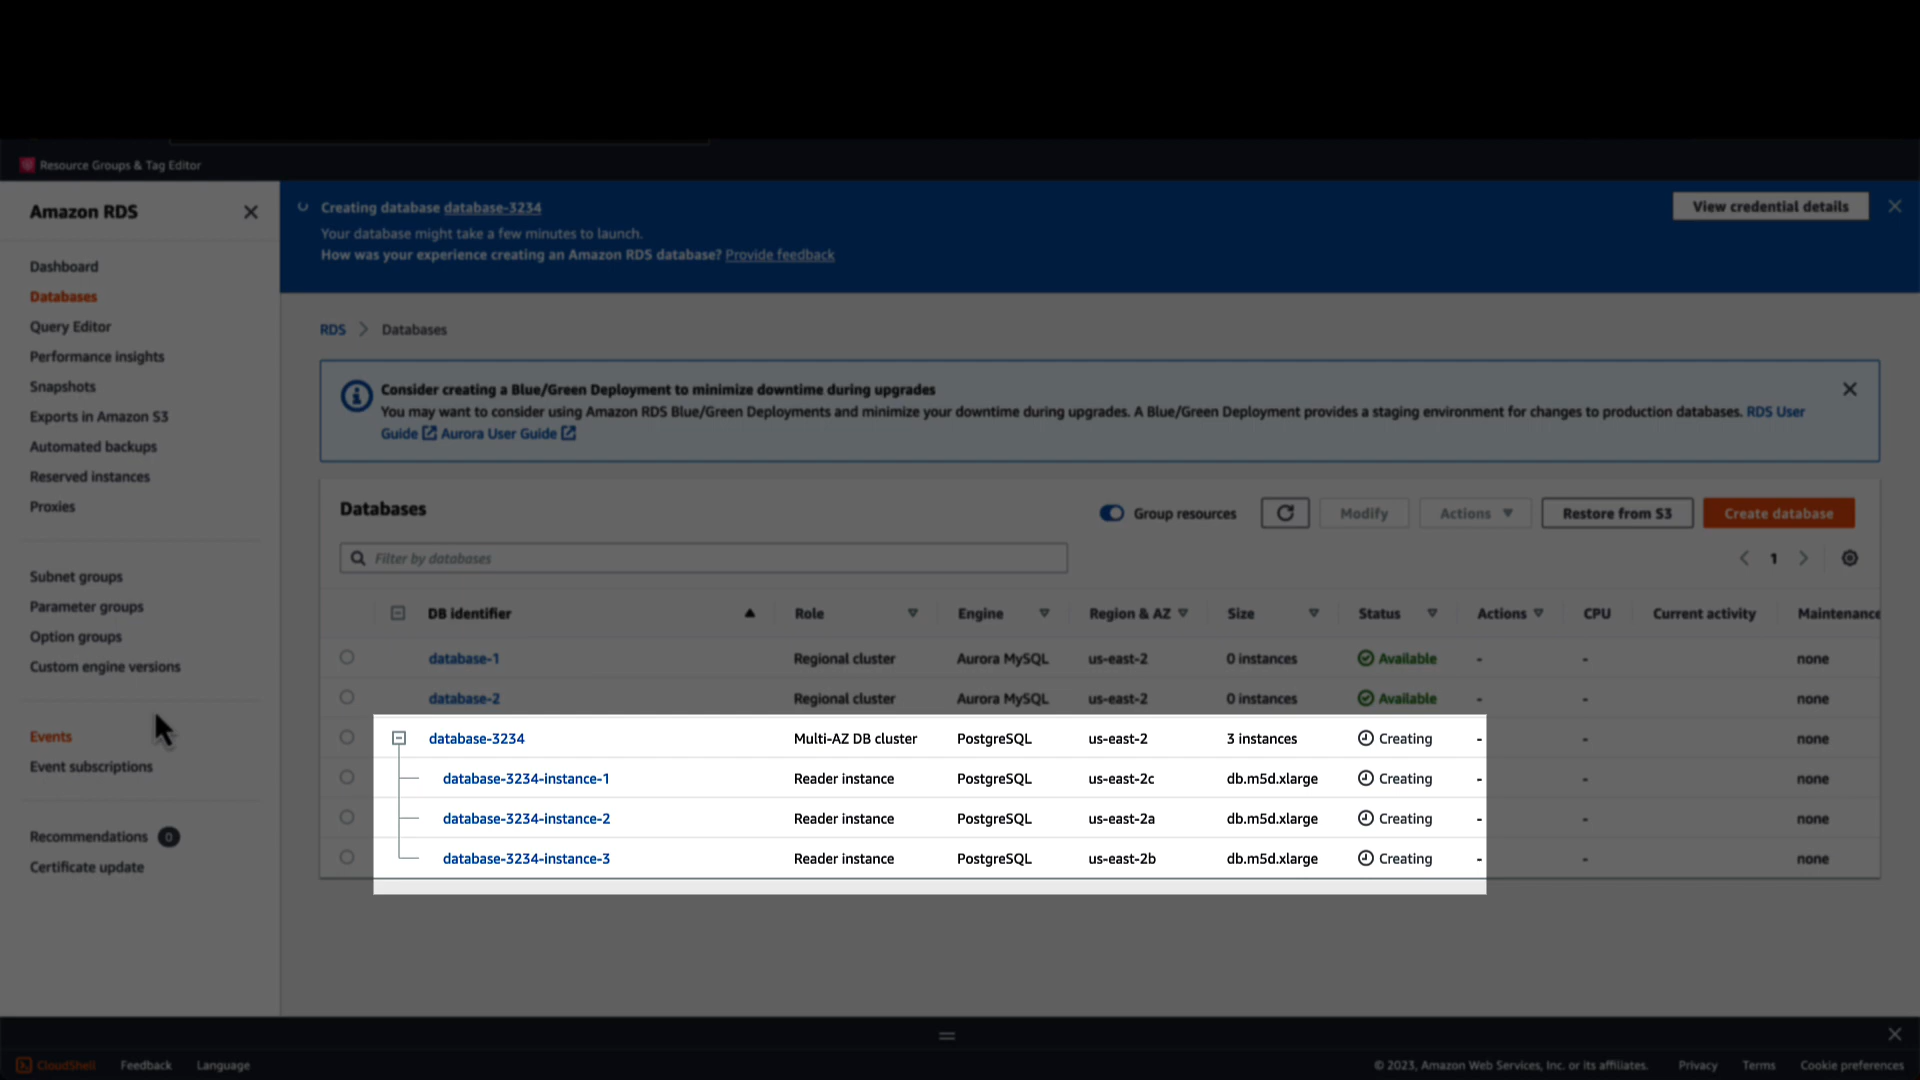 Resource Groups & Tag Editor
Amazon RDS
Creating database database-3234
View credential details
Your database might take a few minutes to launch.
How was your experience creating an Amazon RDS database? Provide feedback
Dashboard
Databases
Query Editor
Performance insights
Snapshots
Exports in Amazon S3
Automated backups
Reserved instances
Proxies
Subnet groups
Parameter groups
Option groups
Custom engine versions
Events
Event subscriptions
Recommendations 0
Certificate update
RDS > Databases
Consider creating a Blue/Green Deployment to minimize downtime during upgrades
You may want to consider using Amazon RDS Blue/Green Deployments and minimize your downtime during upgrades. A Blue/Green Deployment provides a staging environment for changes to production databases. RDS User
Guide Aurora User Guide
Databases
Group resources Modify Actions Restore from S3 Create database
Filter by databases
1
DB identifier Role Engine Region & AZ Size Status Actions CPU Current activity Maintenance
database-1 Regional cluster Aurora MySQL us-east-2 0 instances Available - - none
database-2 Regional cluster Aurora MySQL us-east-2 0 instances Available - - none
database-3234 Multi-AZ DB cluster PostgreSQL us-east-2 3 instances Creating - - none
database-3234-instance-1 Reader instance PostgreSQL us-east-2c db.m5d.xlarge Creating - - none
database-3234-instance-2 Reader instance PostgreSQL us-east-2a db.m5d.xlarge Creating - - none
database-3234-instance-3 Reader instance PostgreSQL us-east-2b db.m5d.xlarge Creating - - none
CloudShell Feedback Language
© 2023, Amazon Web Services, Inc. or its affiliates. Privacy Terms Cookie preferences